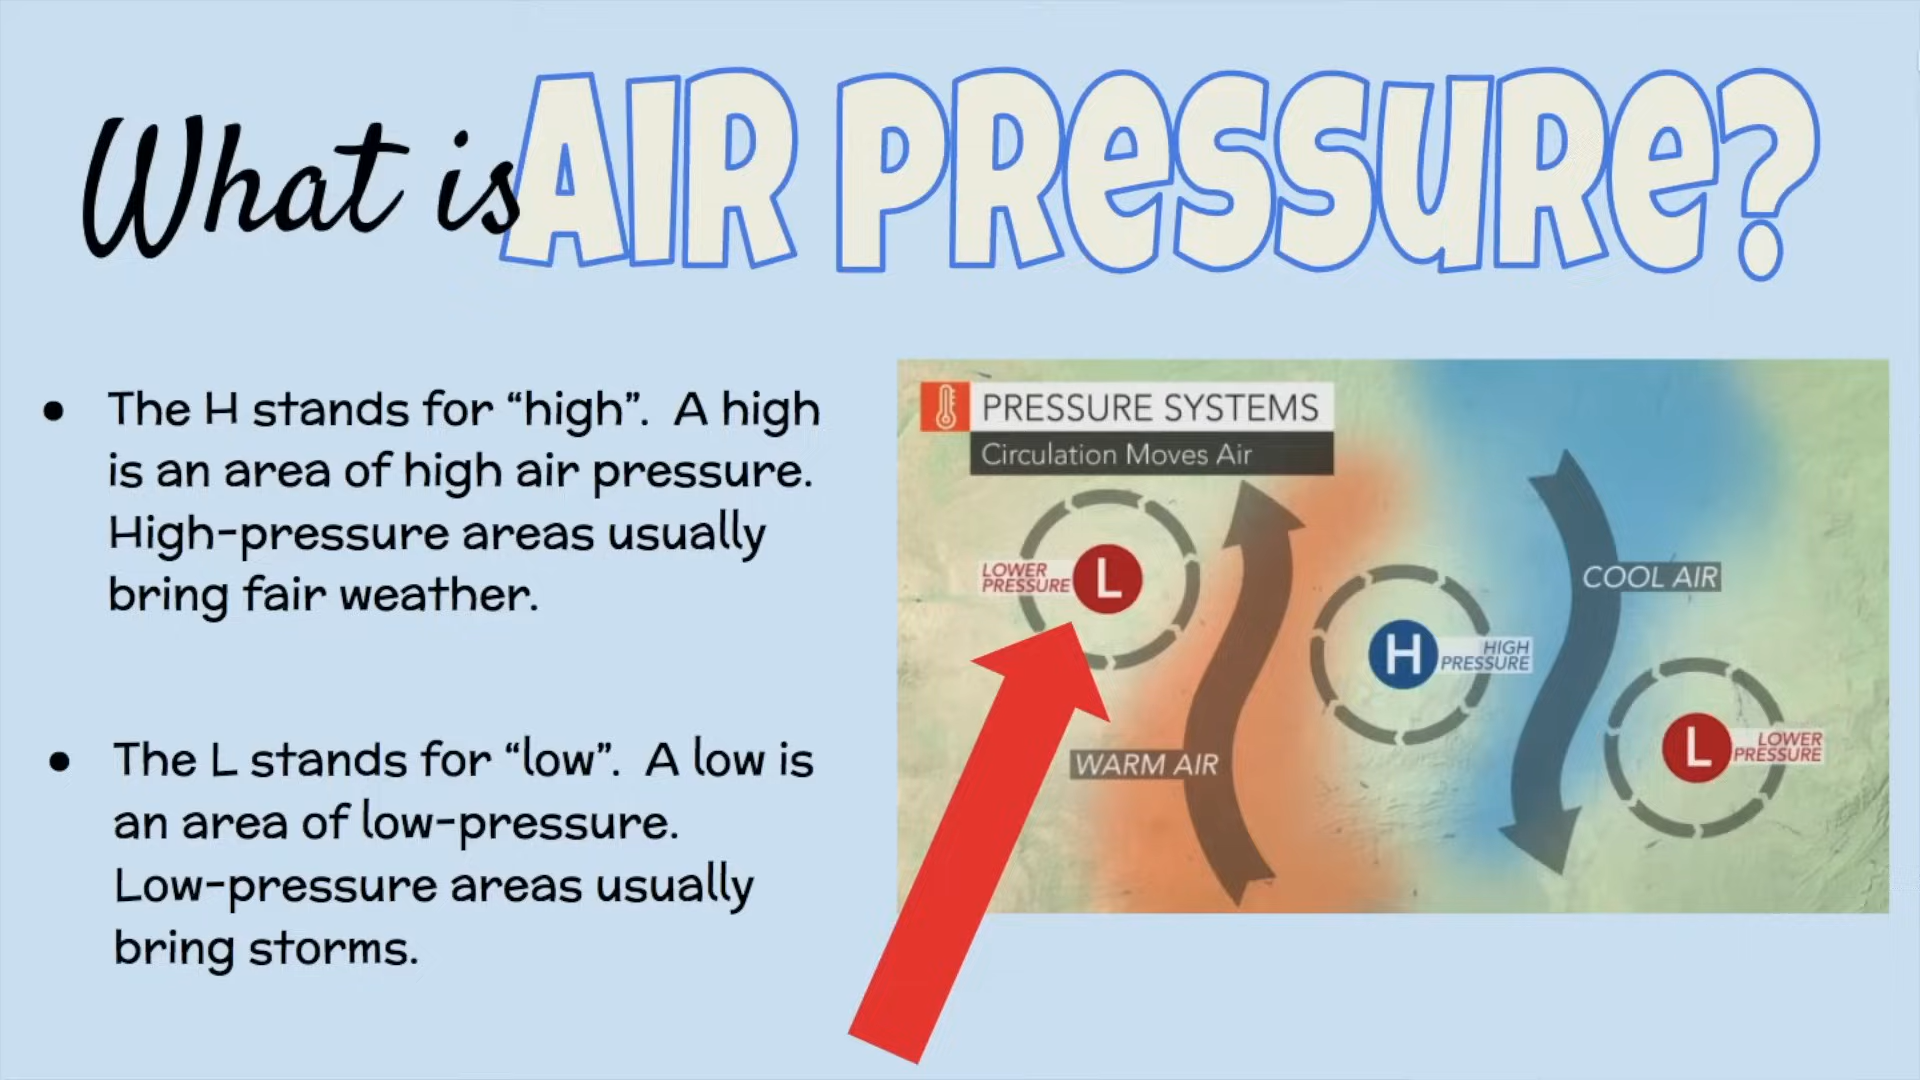 What is AIR PRESSURE?
● The H stands for “high”. A high
is an area of high air pressure.
High-pressure areas usually
bring fair weather.
● The L stands for “low”. A low is
an area of low-pressure.
Low-pressure areas usually
bring storms.
PRESSURE SYSTEMS
Circulation Moves Air
LOWER
PRESSURE
L
WARM AIR
H
HIGH
PRESSURE
COOL AIR
L
LOWER
PRESSURE